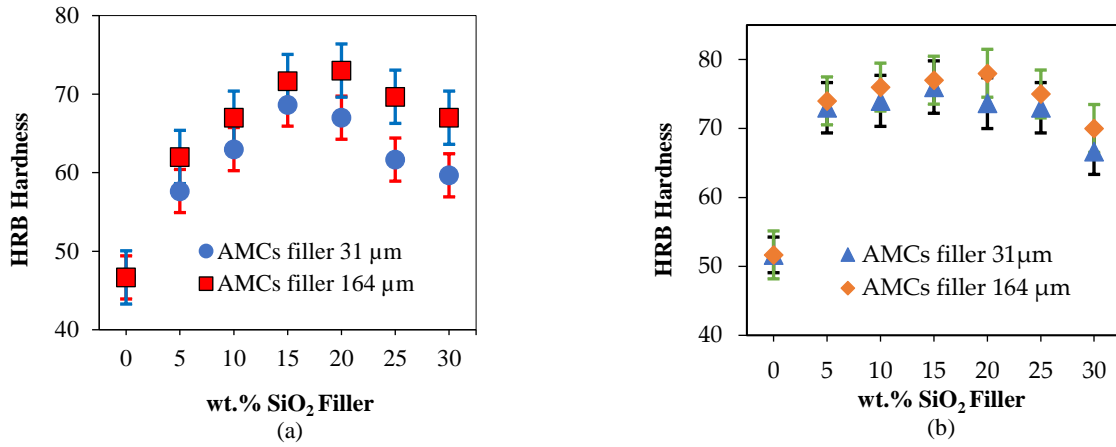 80
70
60
50
40
HRB Hardness
AMCs filler 31 µm
AMCs filler 164 µm
0 5 10 15 20 25 30
wt.% SiO₂ Filler
(a)
80
70
60
50
40
HRB Hardness
AMCs filler 31µm
AMCs filler 164 µm
0 5 10 15 20 25 30
wt.% SiO₂ Filler
(b)